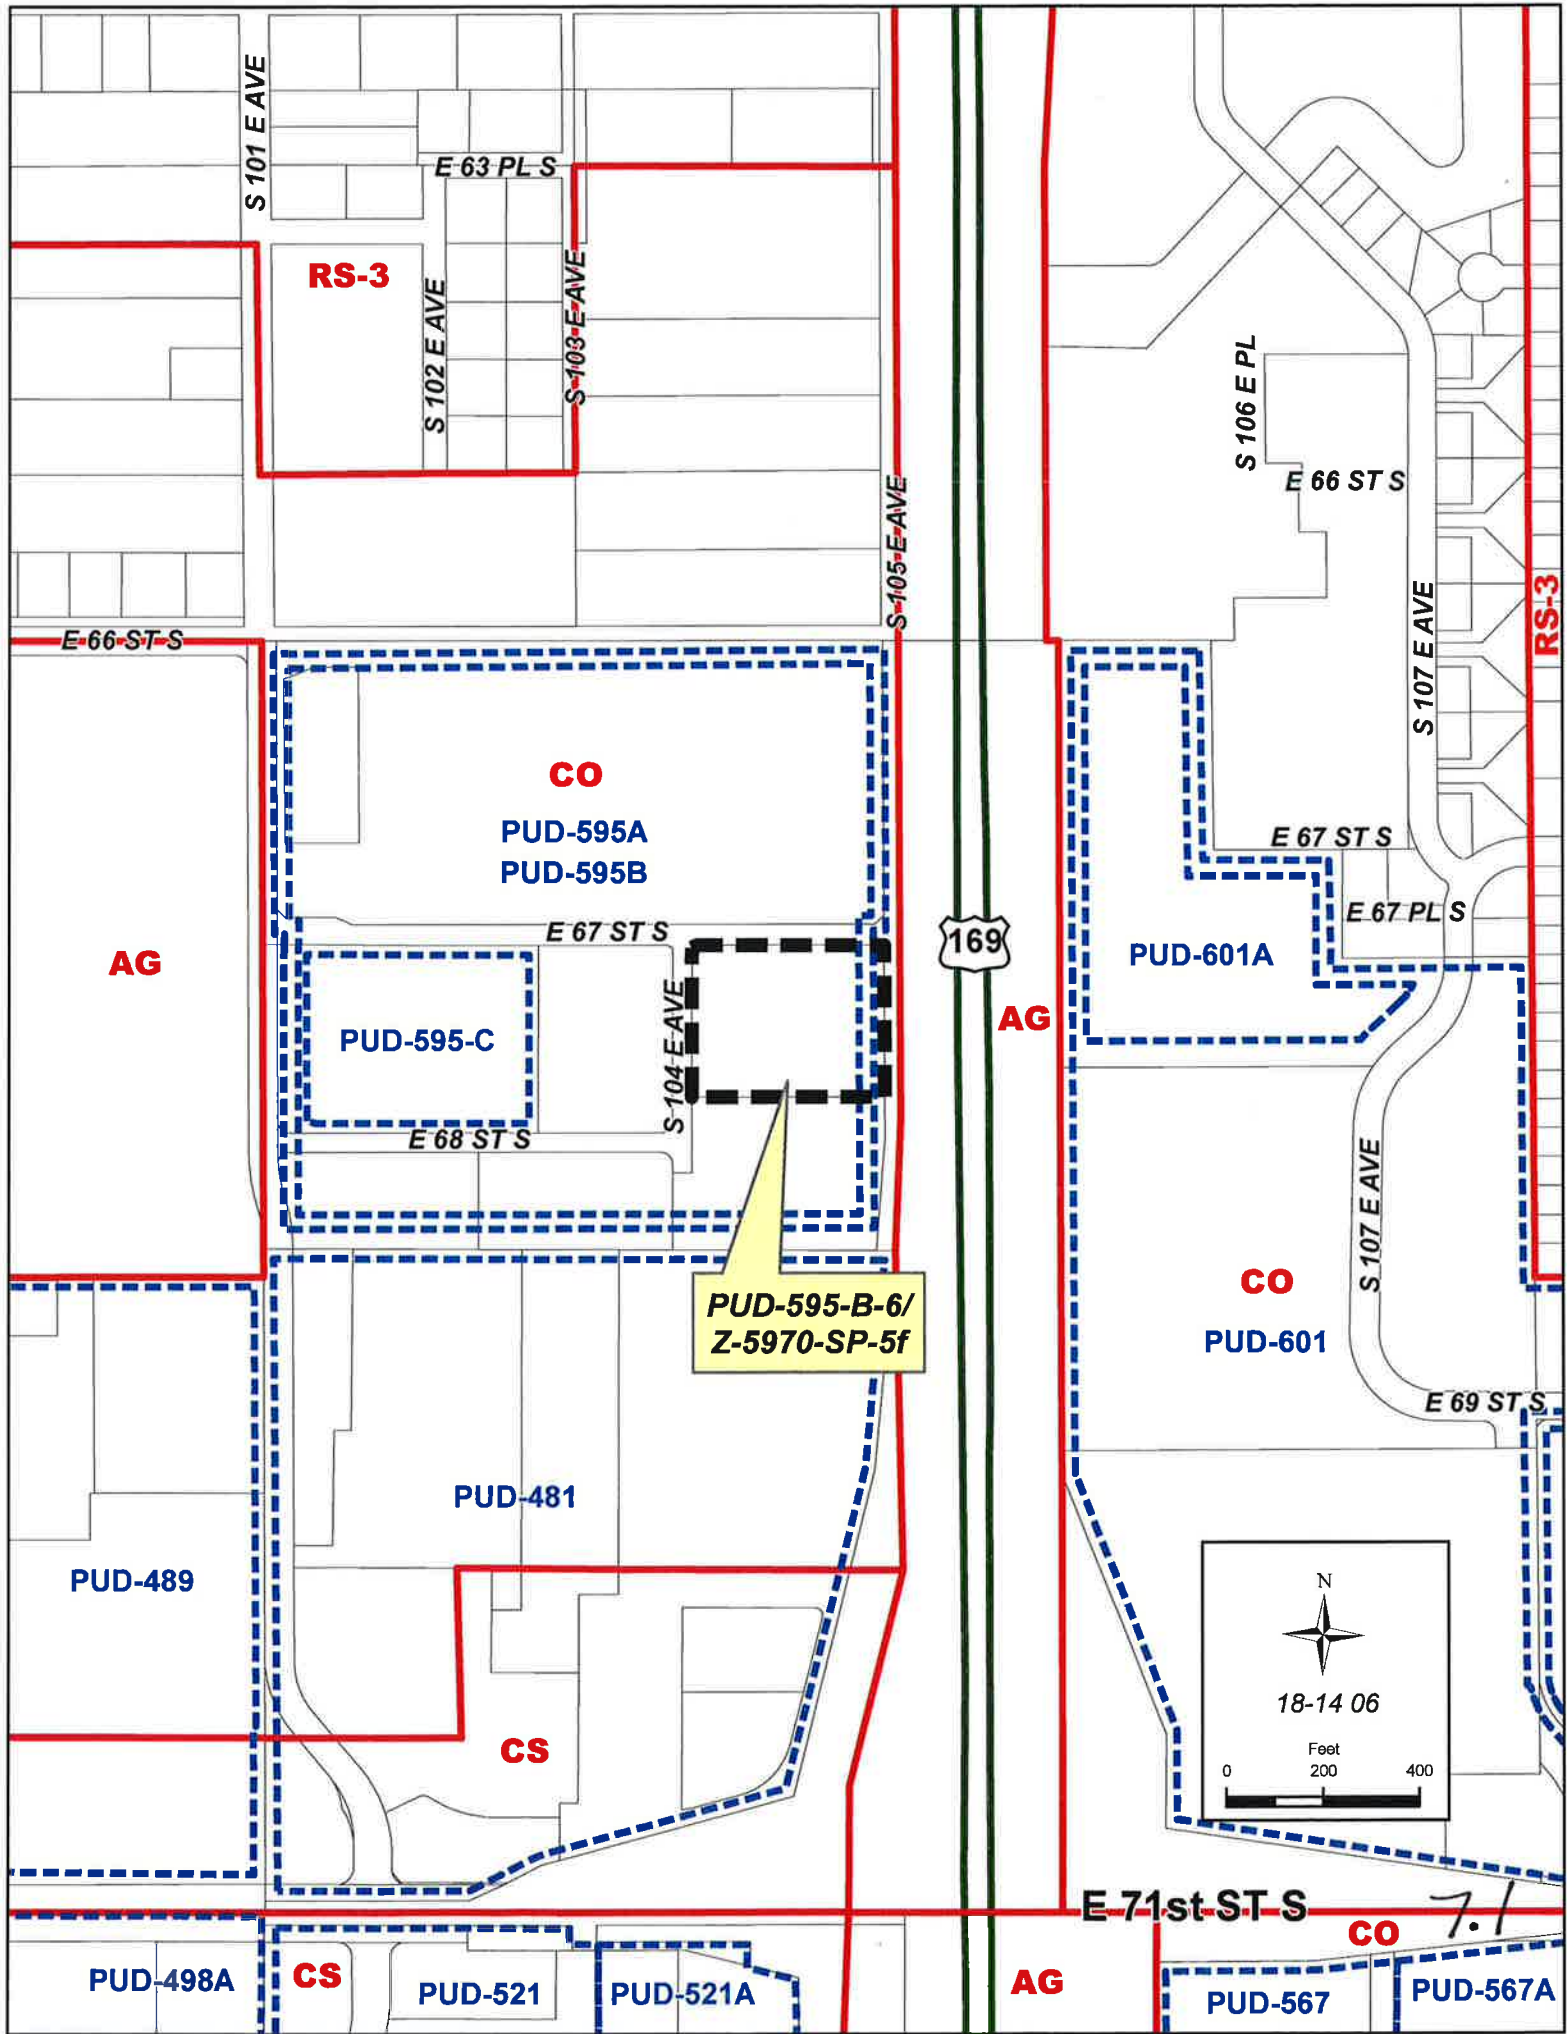 S 101 E AVE
E 63 PL S
RS-3
S 102 E AVE
S 103 E AVE
S 106 E PL
E 66 ST S
S 105 E AVE
RS-3
S 107 E AVE
E 66 ST S
CO
PUD-595A
PUD-595B
E 67 ST S
E 67 PL S
E 67 ST S
169
PUD-601A
AG
AG
PUD-595-C
S 104 E AVE
E 68 ST S
S 107 E AVE
CO
PUD-601
PUD-595-B-6/
Z-5970-SP-5f
E 69 ST S
PUD-481
PUD-489
N
18-14 06
Feet
0 200 400
CS
E 71st ST S
7.1
CO
PUD-498A
CS
PUD-521
PUD-521A
AG
PUD-567
PUD-567A